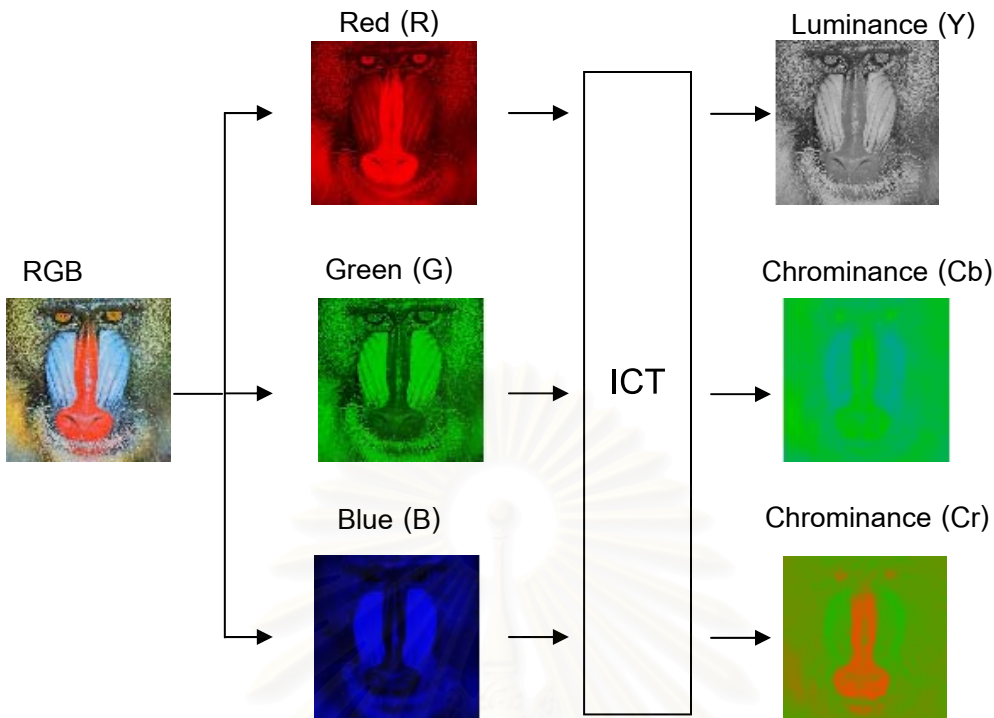 Red (R)
Luminance (Y)
RGB
Green (G)
Chrominance (Cb)
ICT
Blue (B)
Chrominance (Cr)